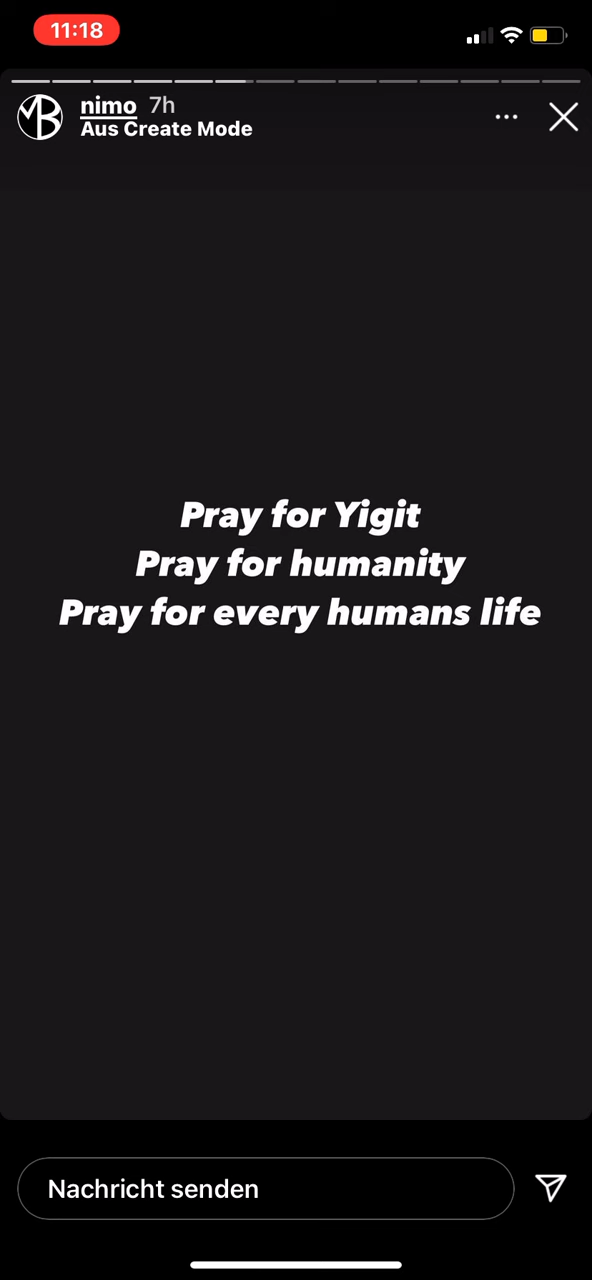 11:18
nimo 7h
Aus Create Mode
Pray for Yigit
Pray for humanity
Pray for every humans life
Nachricht senden